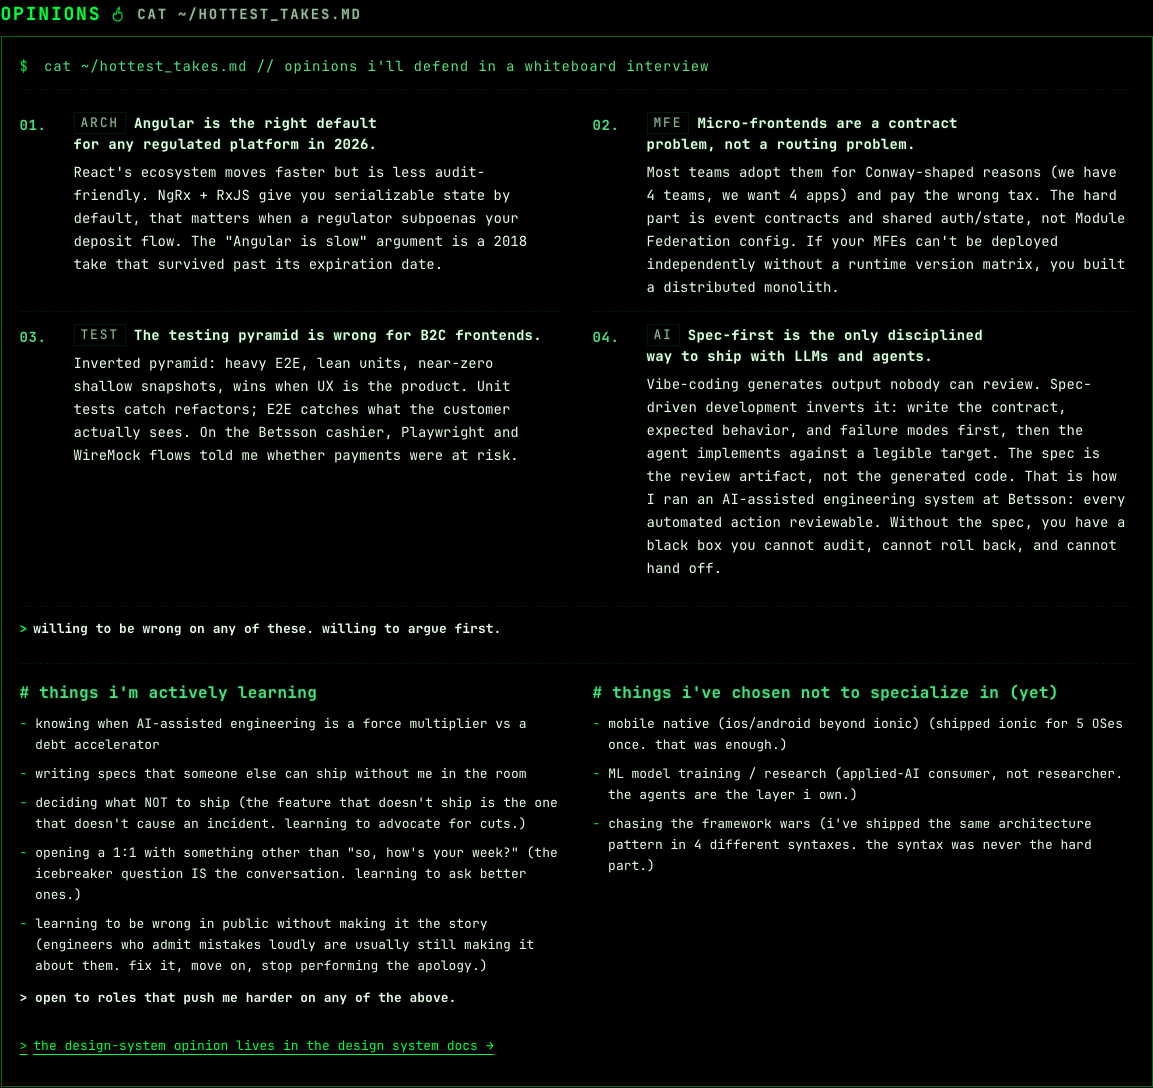 OPINIONS CAT ~/HOTTEST_TAKES.MD
$ cat ~/hottest_takes.md // opinions i'll defend in a whiteboard interview
01. ARCH Angular is the right default
for any regulated platform in 2026.
React's ecosystem moves faster but is less audit-
friendly. NgRx + RxJS give you serializable state by
default, that matters when a regulator subpoenas your
deposit flow. The "Angular is slow" argument is a 2018
take that survived past its expiration date.
02. MFE Micro-frontends are a contract
problem, not a routing problem.
Most teams adopt them for Conway-shaped reasons (we have
4 teams, we want 4 apps) and pay the wrong tax. The hard
part is event contracts and shared auth/state, not Module
Federation config. If your MFEs can't be deployed
independently without a runtime version matrix, you built
a distributed monolith.
03. TEST The testing pyramid is wrong for B2C frontends.
Inverted pyramid: heavy E2E, lean units, near-zero
shallow snapshots, wins when UX is the product. Unit
tests catch refactors; E2E catches what the customer
actually sees. On the Betsson cashier, Playwright and
WireMock flows told me whether payments were at risk.
04. AI Spec-first is the only disciplined
way to ship with LLMs and agents.
Vibe-coding generates output nobody can review. Spec-
driven development inverts it: write the contract,
expected behavior, and failure modes first, then the
agent implements against a legible target. The spec is
the review artifact, not the generated code. That is how
I ran an AI-assisted engineering system at Betsson: every
automated action reviewable. Without the spec, you have a
black box you cannot audit, cannot roll back, and cannot
hand off.
> willing to be wrong on any of these. willing to argue first.
# things i'm actively learning
- knowing when AI-assisted engineering is a force multiplier vs a
debt accelerator
- writing specs that someone else can ship without me in the room
- deciding what NOT to ship (the feature that doesn't ship is the one
that doesn't cause an incident. learning to advocate for cuts.)
- opening a 1:1 with something other than "so, how's your week?" (the
icebreaker question IS the conversation. learning to ask better
ones.)
- learning to be wrong in public without making it the story
(engineers who admit mistakes loudly are usually still making it
about them. fix it, move on, stop performing the apology.)
> open to roles that push me harder on any of the above.
# things i've chosen not to specialize in (yet)
- mobile native (ios/android beyond ionic) (shipped ionic for 5 OSes
once. that was enough.)
- ML model training / research (applied-AI consumer, not researcher.
the agents are the layer i own.)
- chasing the framework wars (i've shipped the same architecture
pattern in 4 different syntaxes. the syntax was never the hard
part.)
> the design-system opinion lives in the design system docs →